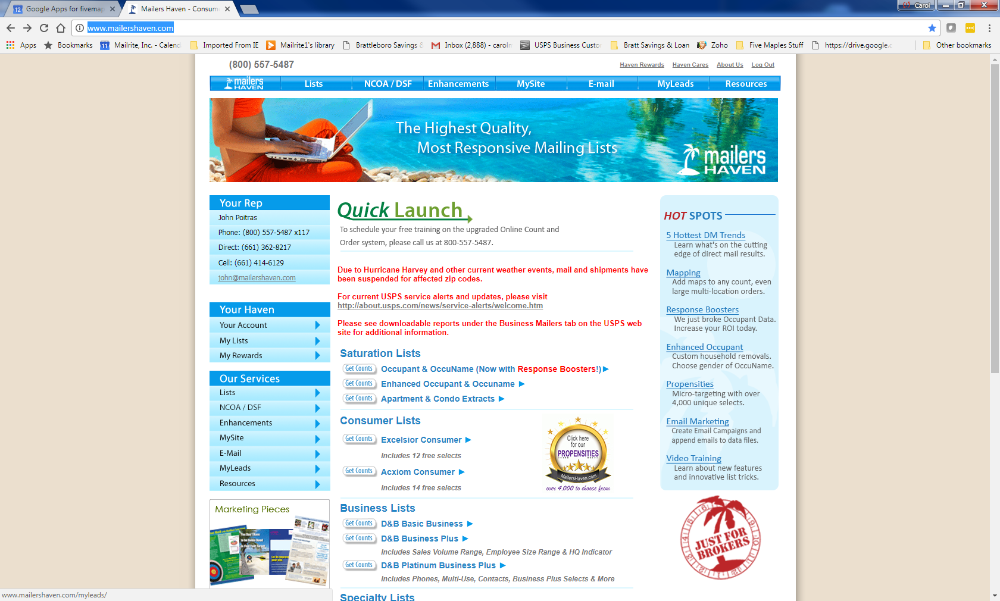 Google Apps for fivemap
Mailers Haven - Consum
Carol
www.mailershaven.com
Apps
Bookmarks
Mailrite, Inc. - Calend
Imported From IE
Mailrite1's library
Brattleboro Savings &
Inbox (2,888) - carolm
USPS Business Custo
Bratt Savings & Loan
Zoho
Five Maples Stuff
https://drive.google.c
Other bookmarks
(800) 557-5487
Haven Rewards
Haven Cares
About Us
Log Out
mailers
HAVEN
Lists
NCOA / DSF
Enhancements
MySite
E-mail
MyLeads
Resources
The Highest Quality,
Most Responsive Mailing Lists
mailers
HAVEN
Your Rep
John Poitras
Phone: (800) 557-5487 x117
Direct: (661) 362-8217
Cell: (661) 414-6129
john@mailershaven.com
Your Haven
Your Account
My Lists
My Rewards
Our Services
Lists
NCOA / DSF
Enhancements
MySite
E-Mail
MyLeads
Resources
Marketing Pieces
Quick Launch
To schedule your free training on the upgraded Online Count and
Order system, please call us at 800-557-5487.
Due to Hurricane Harvey and other current weather events, mail and shipments have
been suspended for affected zip codes.
For current USPS service alerts and updates, please visit
http://about.usps.com/news/service-alerts/welcome.htm
Please see downloadable reports under the Business Mailers tab on the USPS web
site for additional information.
Saturation Lists
Get Counts Occupant & OccuName (Now with Response Boosters!)
Get Counts Enhanced Occupant & Occuname
Get Counts Apartment & Condo Extracts
Consumer Lists
Get Counts Excelsior Consumer
Includes 12 free selects
Get Counts Acxiom Consumer
Includes 14 free selects
Click here
for our
PROPENSITIES
MailersHaven.com
over 4,000 to choose from
Business Lists
Get Counts D&B Basic Business
Get Counts D&B Business Plus
Includes Sales Volume Range, Employee Size Range & HQ Indicator
Get Counts D&B Platinum Business Plus
Includes Phones, Multi-Use, Contacts, Business Plus Selects & More
Specialty Lists
HOT SPOTS
5 Hottest DM Trends
Learn what's on the cutting
edge of direct mail results.
Mapping
Add maps to any count, even
large multi-location orders.
Response Boosters
We just broke Occupant Data.
Increase your ROI today.
Enhanced Occupant
Custom household removals.
Choose gender of OccuName.
Propensities
Micro-targeting with over
4,000 unique selects.
Email Marketing
Create Email Campaigns and
append emails to data files.
Video Training
Learn about new features
and innovative list tricks.
JUST FOR
BROKERS
www.mailershaven.com/myleads/